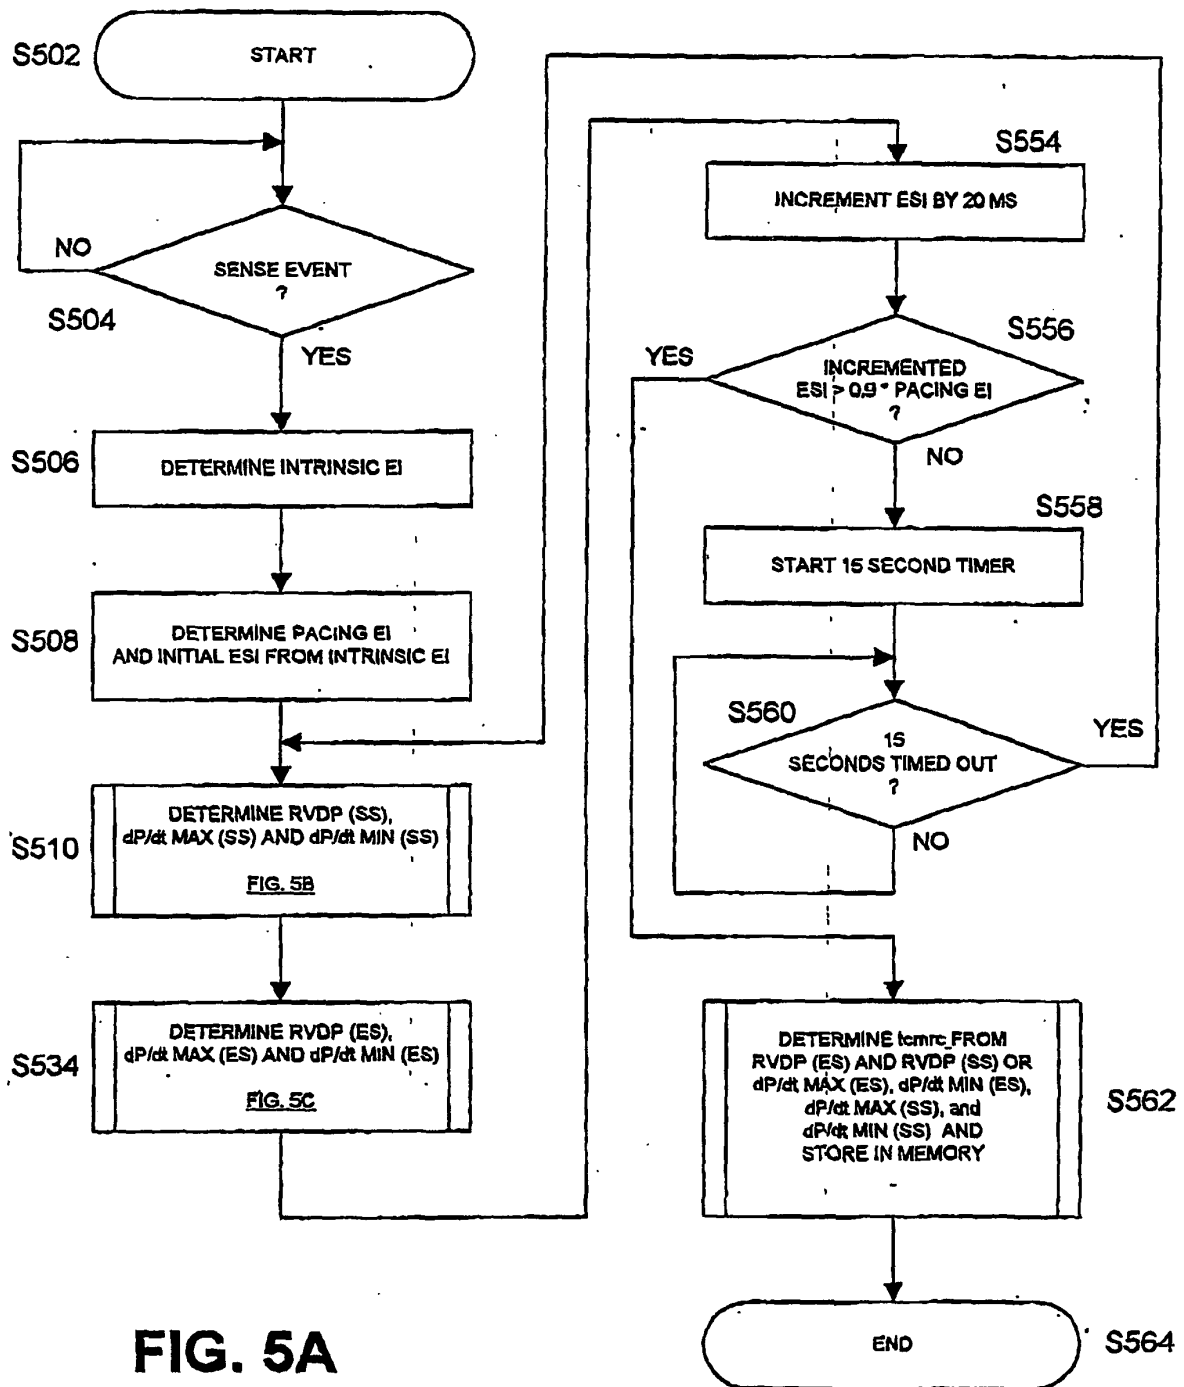 S502
START
NO
SENSE EVENT
?
S504
YES
S506
DETERMINE INTRINSIC EI
S508
DETERMINE PACING EI
AND INITIAL ESI FROM INTRINSIC EI
S510
DETERMINE RVDP (SS),
dP/dt MAX (SS) AND dP/dt MIN (SS)
FIG. 5B
S534
DETERMINE RVDP (ES),
dP/dt MAX (ES) AND dP/dt MIN (ES)
FIG. 5C
S554
INCREMENT ESI BY 20 MS
S556
YES
INCREMENTED
ESI > 0.9 * PACING EI
?
NO
S558
START 15 SECOND TIMER
S560
15
SECONDS TIMED OUT
?
YES
NO
DETERMINE tcmrc_FROM
RVDP (ES) AND RVDP (SS) OR
dP/dt MAX (ES), dP/dt MIN (ES),
dP/dt MAX (SS), and
dP/dt MIN (SS) AND
STORE IN MEMORY
S562
END
S564
FIG. 5A